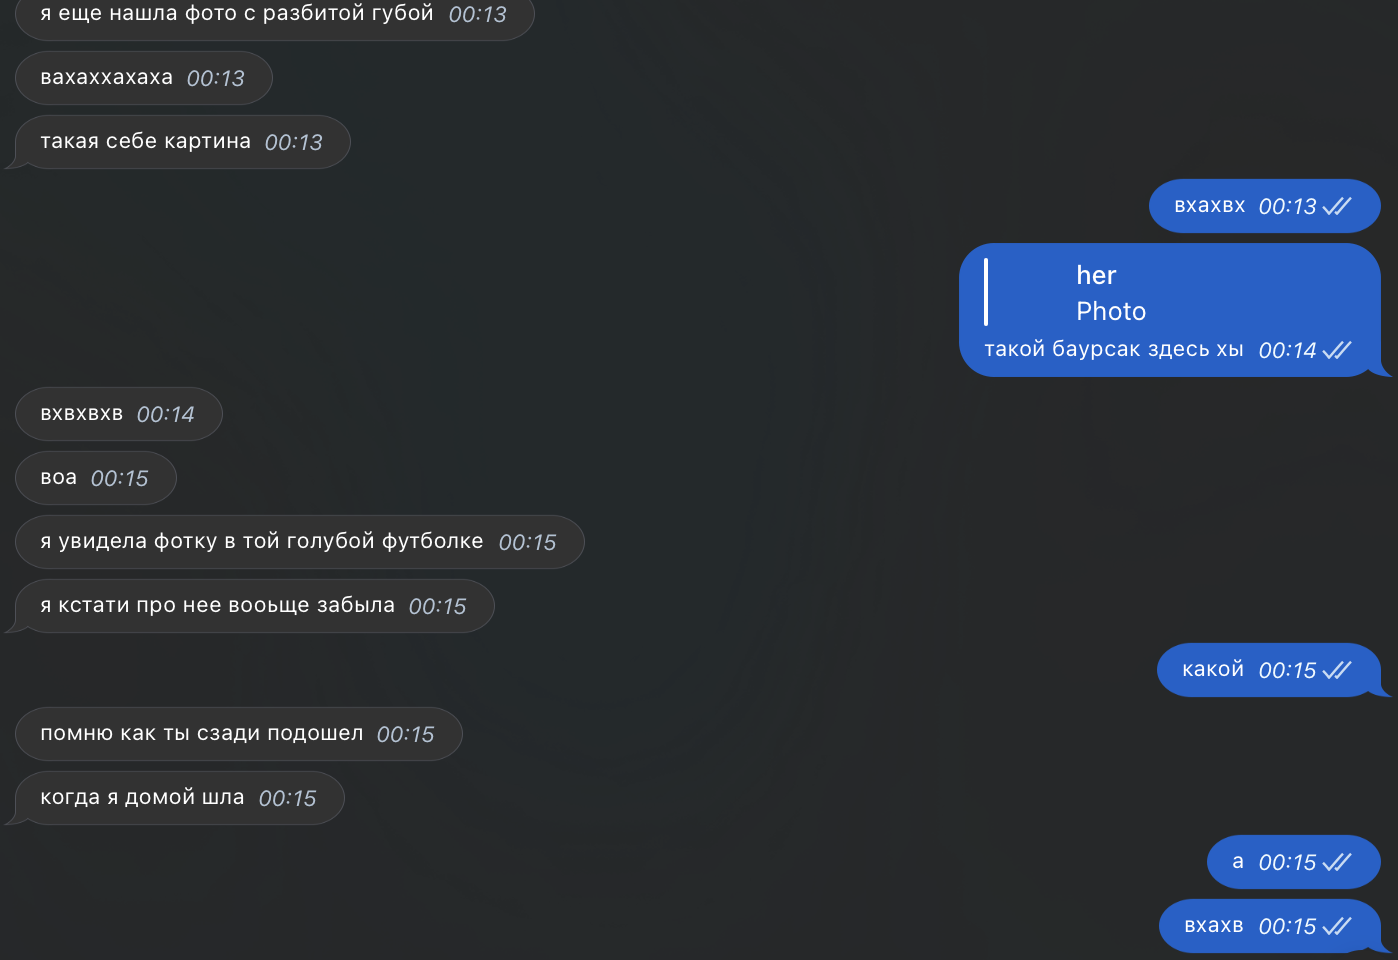 я еще нашла фото с разбитой губой 00:13
вахаххахаха 00:13
такая себе картина 00:13
вхахвх 00:13
her
Photo
такой баурсак здесь хы 00:14
вхвхвхв 00:14
воа 00:15
я увидела фотку в той голубой футболке 00:15
я кстати про нее вооьще забыла 00:15
какой 00:15
помню как ты сзади подошел 00:15
когда я домой шла 00:15
а 00:15
вхахв 00:15